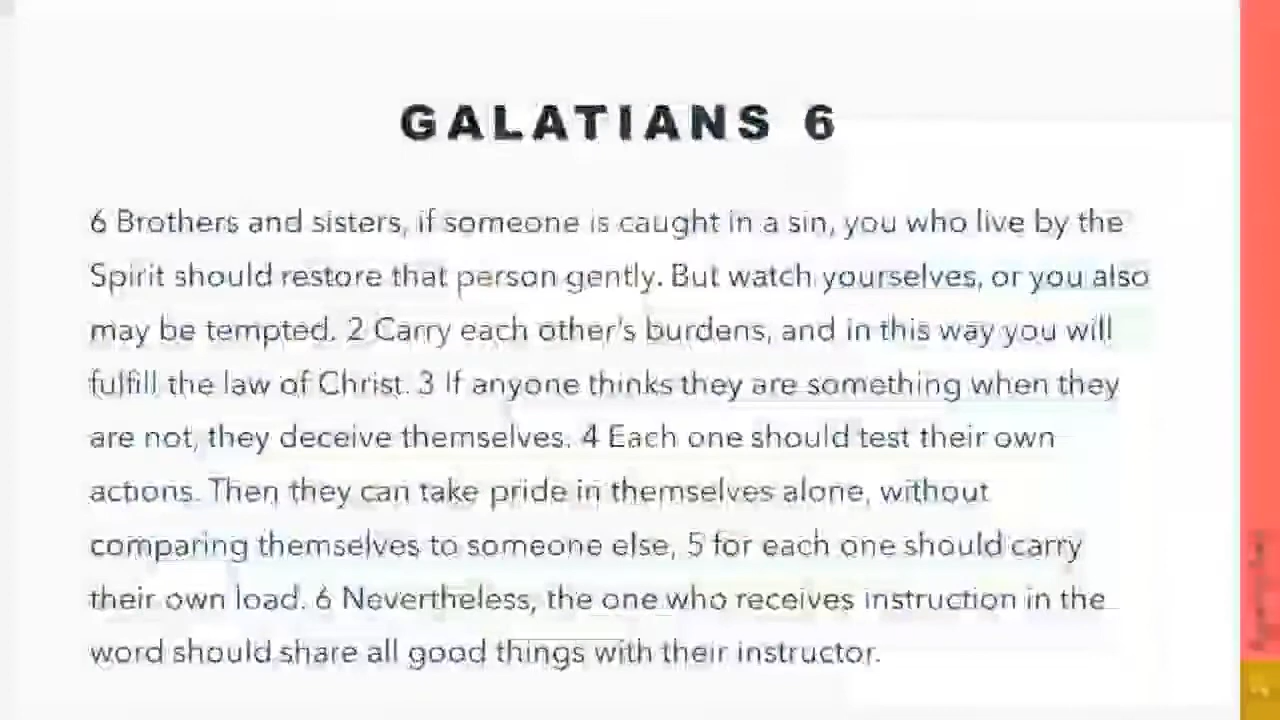 GALATIANS 6
6 Brothers and sisters, if someone is caught in a sin, you who live by the
Spirit should restore that person gently. But watch yourselves, or you also
may be tempted. 2 Carry each other's burdens, and in this way you will
fulfill the law of Christ. 3 If anyone thinks they are something when they
are not, they deceive themselves. 4 Each one should test their own
actions. Then they can take pride in themselves alone, without
comparing themselves to someone else, 5 for each one should carry
their own load. 6 Nevertheless, the one who receives instruction in the
word should share all good things with their instructor.